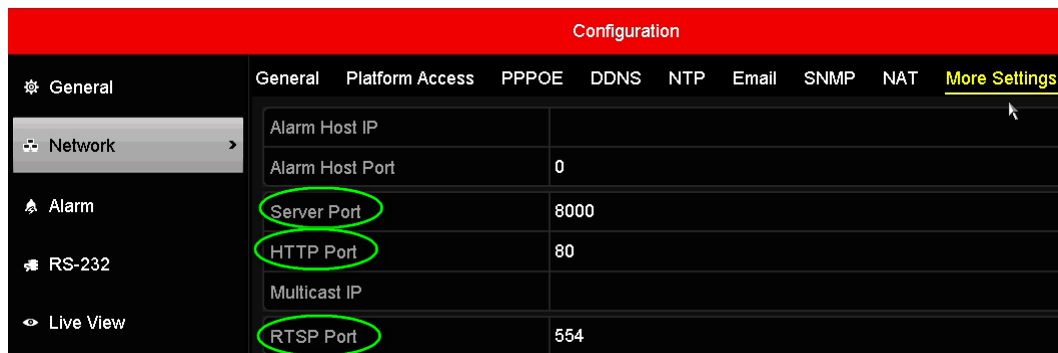 Configuration
General
Network
Alarm
RS-232
Live View
General Platform Access PPPOE DDNS NTP Email SNMP NAT More Settings
Alarm Host IP
Alarm Host Port 0
Server Port 8000
HTTP Port 80
Multicast IP
RTSP Port 554